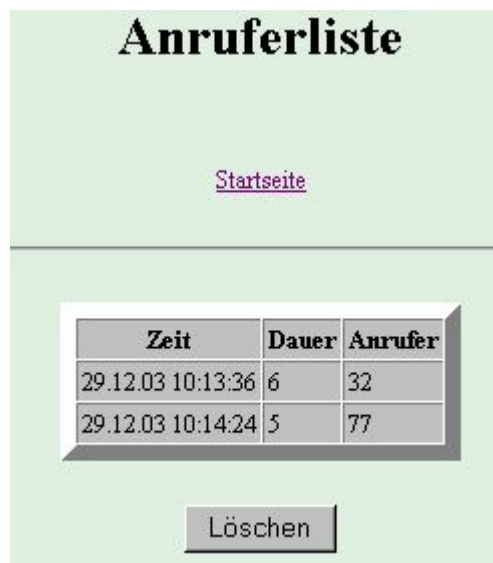 Anruferliste
Startseite
Zeit Dauer Anrufer
29.12.03 10:13:36 6 32
29.12.03 10:14:24 5 77
Löschen